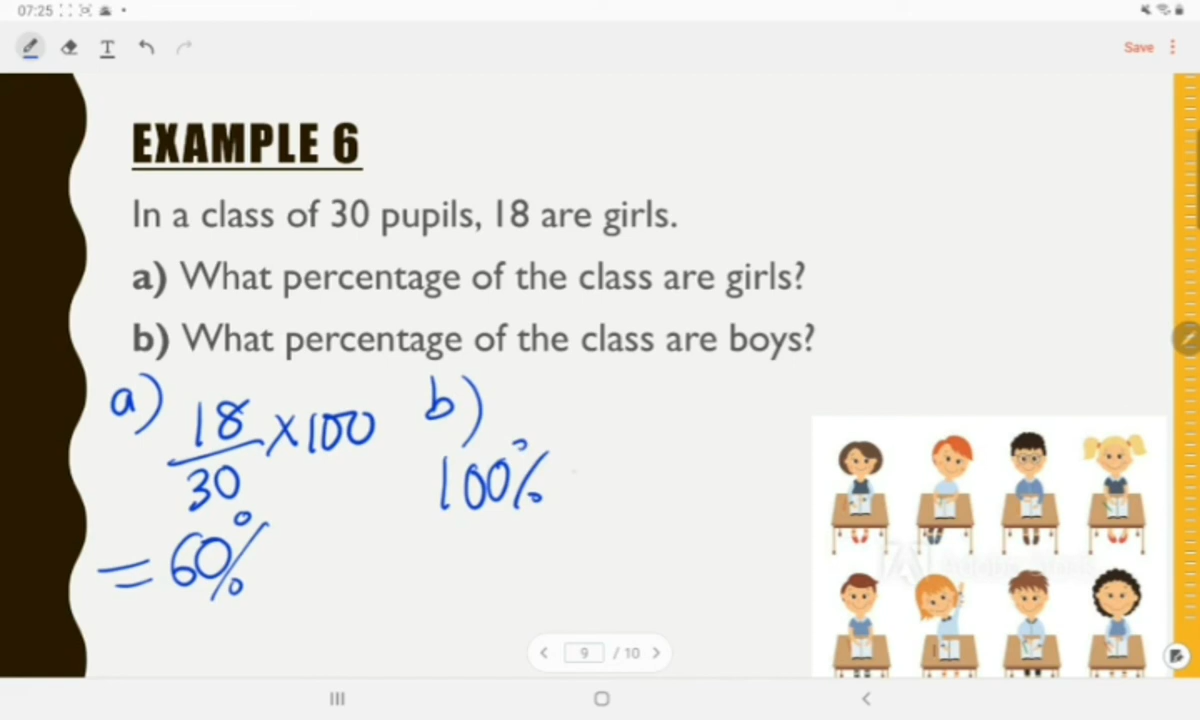 07:25
T
Save
EXAMPLE 6
In a class of 30 pupils, 18 are girls.
a) What percentage of the class are girls?
b) What percentage of the class are boys?
a) 18/30 x 100
= 60%
b)
100%
9 / 10